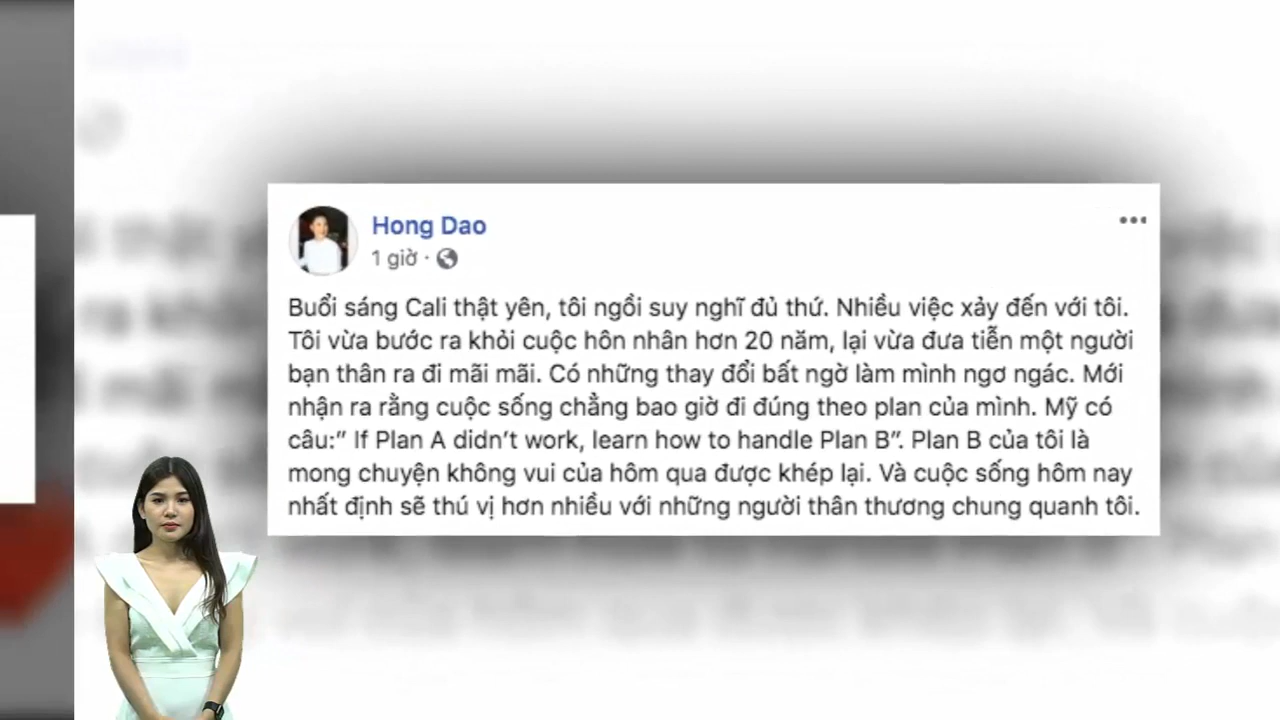 Hong Dao
1 giờ ·
Buổi sáng Cali thật yên, tôi ngồi suy nghĩ đủ thứ. Nhiều việc xảy đến với tôi.
Tôi vừa bước ra khỏi cuộc hôn nhân hơn 20 năm, lại vừa đưa tiễn một người
bạn thân ra đi mãi mãi. Có những thay đổi bất ngờ làm mình ngơ ngác. Mới
nhận ra rằng cuộc sống chẳng bao giờ đi đúng theo plan của mình. Mỹ có
câu:” If Plan A didn’t work, learn how to handle Plan B”. Plan B của tôi là
mong chuyện không vui của hôm qua được khép lại. Và cuộc sống hôm nay
nhất định sẽ thú vị hơn nhiều với những người thân thương chung quanh tôi.